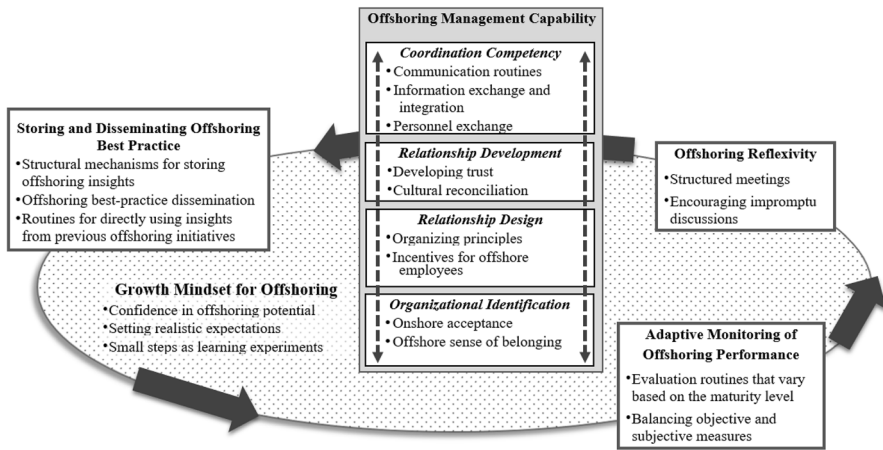 Offshoring Management Capability
Coordination Competency
•Communication routines
•Information exchange and
integration
•Personnel exchange
Relationship Development
•Developing trust
•Cultural reconciliation
Relationship Design
•Organizing principles
•Incentives for offshore
employees
Organizational Identification
•Onshore acceptance
•Offshore sense of belonging
Storing and Disseminating Offshoring
Best Practice
•Structural mechanisms for storing
offshoring insights
•Offshoring best-practice dissemination
•Routines for directly using insights
from previous offshoring initiatives
Growth Mindset for Offshoring
•Confidence in offshoring potential
•Setting realistic expectations
•Small steps as learning experiments
Offshoring Reflexivity
•Structured meetings
•Encouraging impromptu
discussions
Adaptive Monitoring of
Offshoring Performance
•Evaluation routines that vary
based on the maturity level
•Balancing objective and
subjective measures